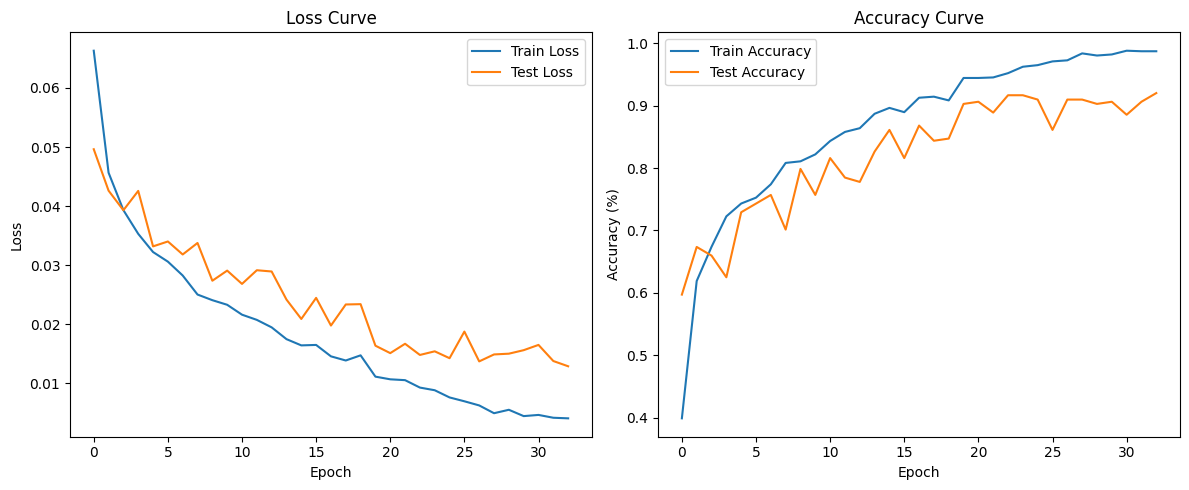 Loss Curve
Train Loss
Test Loss
0.06
0.05
0.04
0.03
0.02
0.01
Loss
0 5 10 15 20 25 30
Epoch
Accuracy Curve
Train Accuracy
Test Accuracy
1.0
0.9
0.8
0.7
0.6
0.5
0.4
Accuracy (%)
0 5 10 15 20 25 30
Epoch